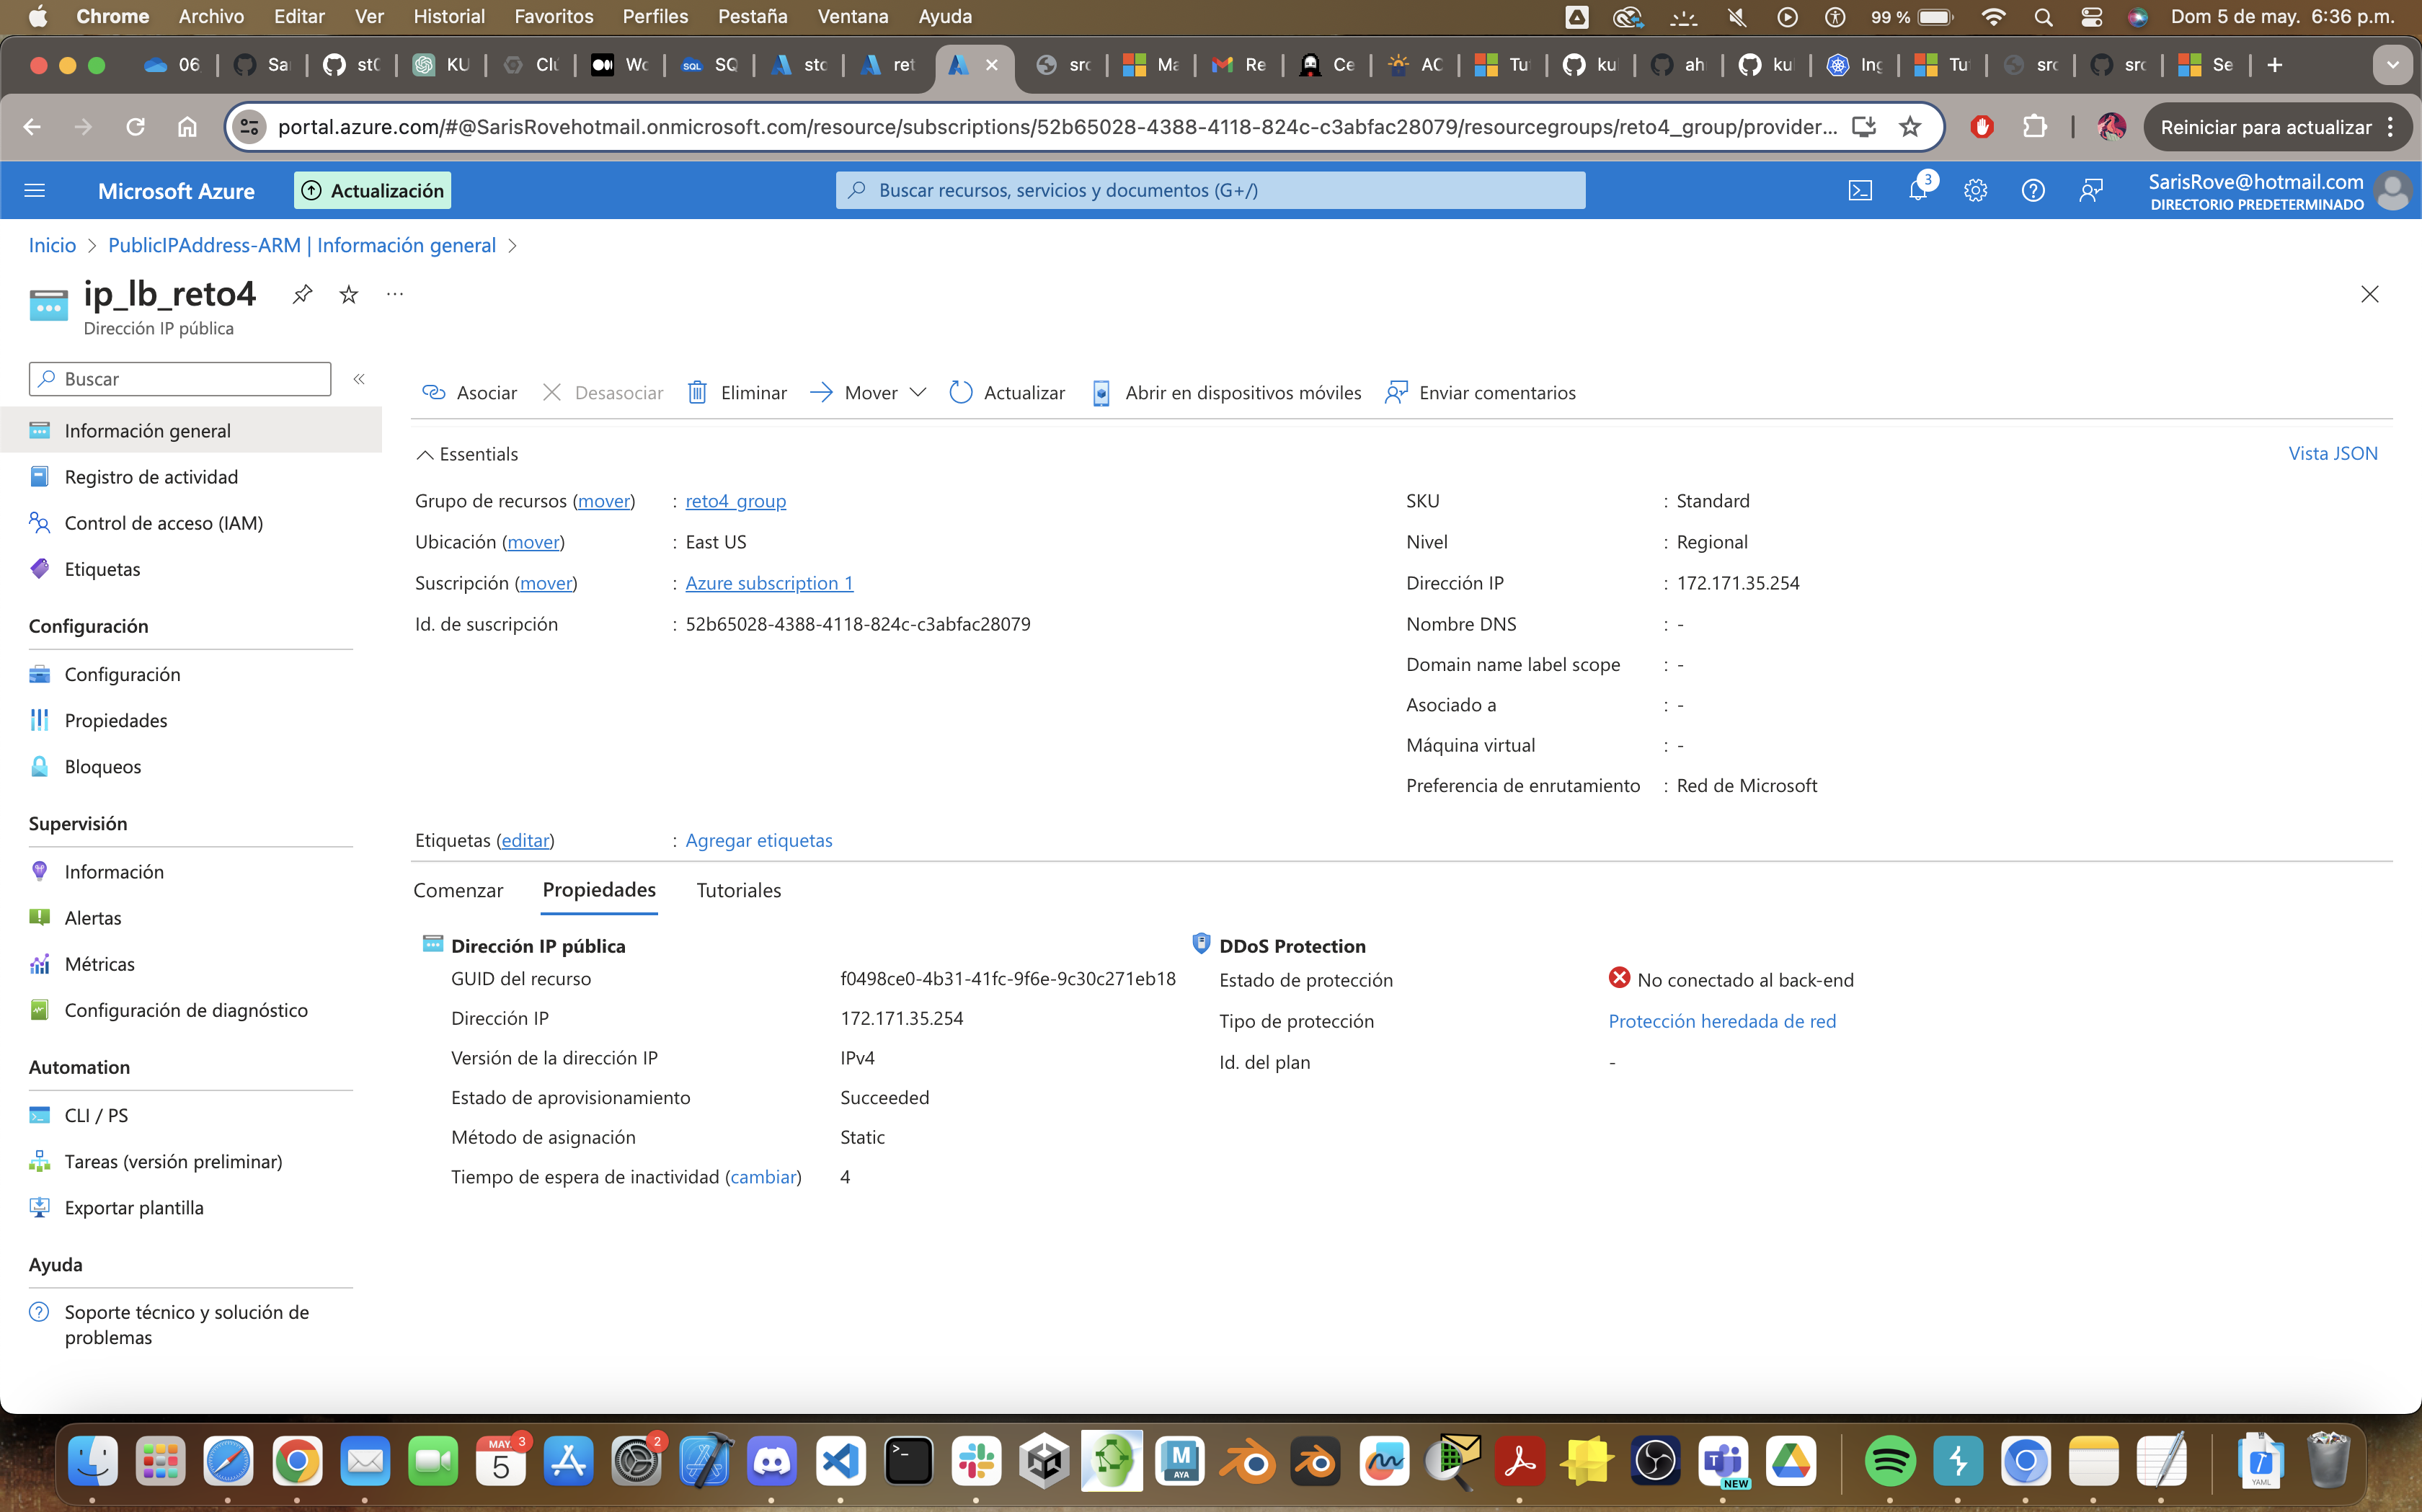 Chrome Archivo Editar Ver Historial Favoritos Perfiles Pestaña Ventana Ayuda 99 % Dom 5 de may. 6:36 p.m.
06 Sa st0 KU Clú Wo SQL SQ sto ret src Ma Re Ce AC Tu ku ah ku Ing Tu src src Se
portal.azure.com/#@SarisRovehotmail.onmicrosoft.com/resource/subscriptions/52b65028-4388-4118-824c-c3abfac28079/resourcegroups/reto4_group/provider... Reiniciar para actualizar
Microsoft Azure Actualización Buscar recursos, servicios y documentos (G+/) 3 SarisRove@hotmail.com
DIRECTORIO PREDETERMINADO
Inicio > PublicIPAddress-ARM | Información general >
ip_lb_reto4
Dirección IP pública
Buscar
Asociar Desasociar Eliminar Mover Actualizar Abrir en dispositivos móviles Enviar comentarios
Información general
Registro de actividad
Control de acceso (IAM)
Etiquetas
Configuración
Configuración
Propiedades
Bloqueos
Supervisión
Información
Alertas
Métricas
Configuración de diagnóstico
Automation
CLI / PS
Tareas (versión preliminar)
Exportar plantilla
Ayuda
Soporte técnico y solución de
problemas
Essentials Vista JSON
Grupo de recursos (mover) : reto4_group
Ubicación (mover) : East US
Suscripción (mover) : Azure subscription 1
Id. de suscripción : 52b65028-4388-4118-824c-c3abfac28079
SKU : Standard
Nivel : Regional
Dirección IP : 172.171.35.254
Nombre DNS : -
Domain name label scope : -
Asociado a : -
Máquina virtual : -
Preferencia de enrutamiento : Red de Microsoft
Etiquetas (editar) : Agregar etiquetas
Comenzar Propiedades Tutoriales
Dirección IP pública
GUID del recurso f0498ce0-4b31-41fc-9f6e-9c30c271eb18
Dirección IP 172.171.35.254
Versión de la dirección IP IPv4
Estado de aprovisionamiento Succeeded
Método de asignación Static
Tiempo de espera de inactividad (cambiar) 4
DDoS Protection
Estado de protección No conectado al back-end
Tipo de protección Protección heredada de red
Id. del plan -
MAY. 3 2
5
M
AYA
T
NEW
YAML